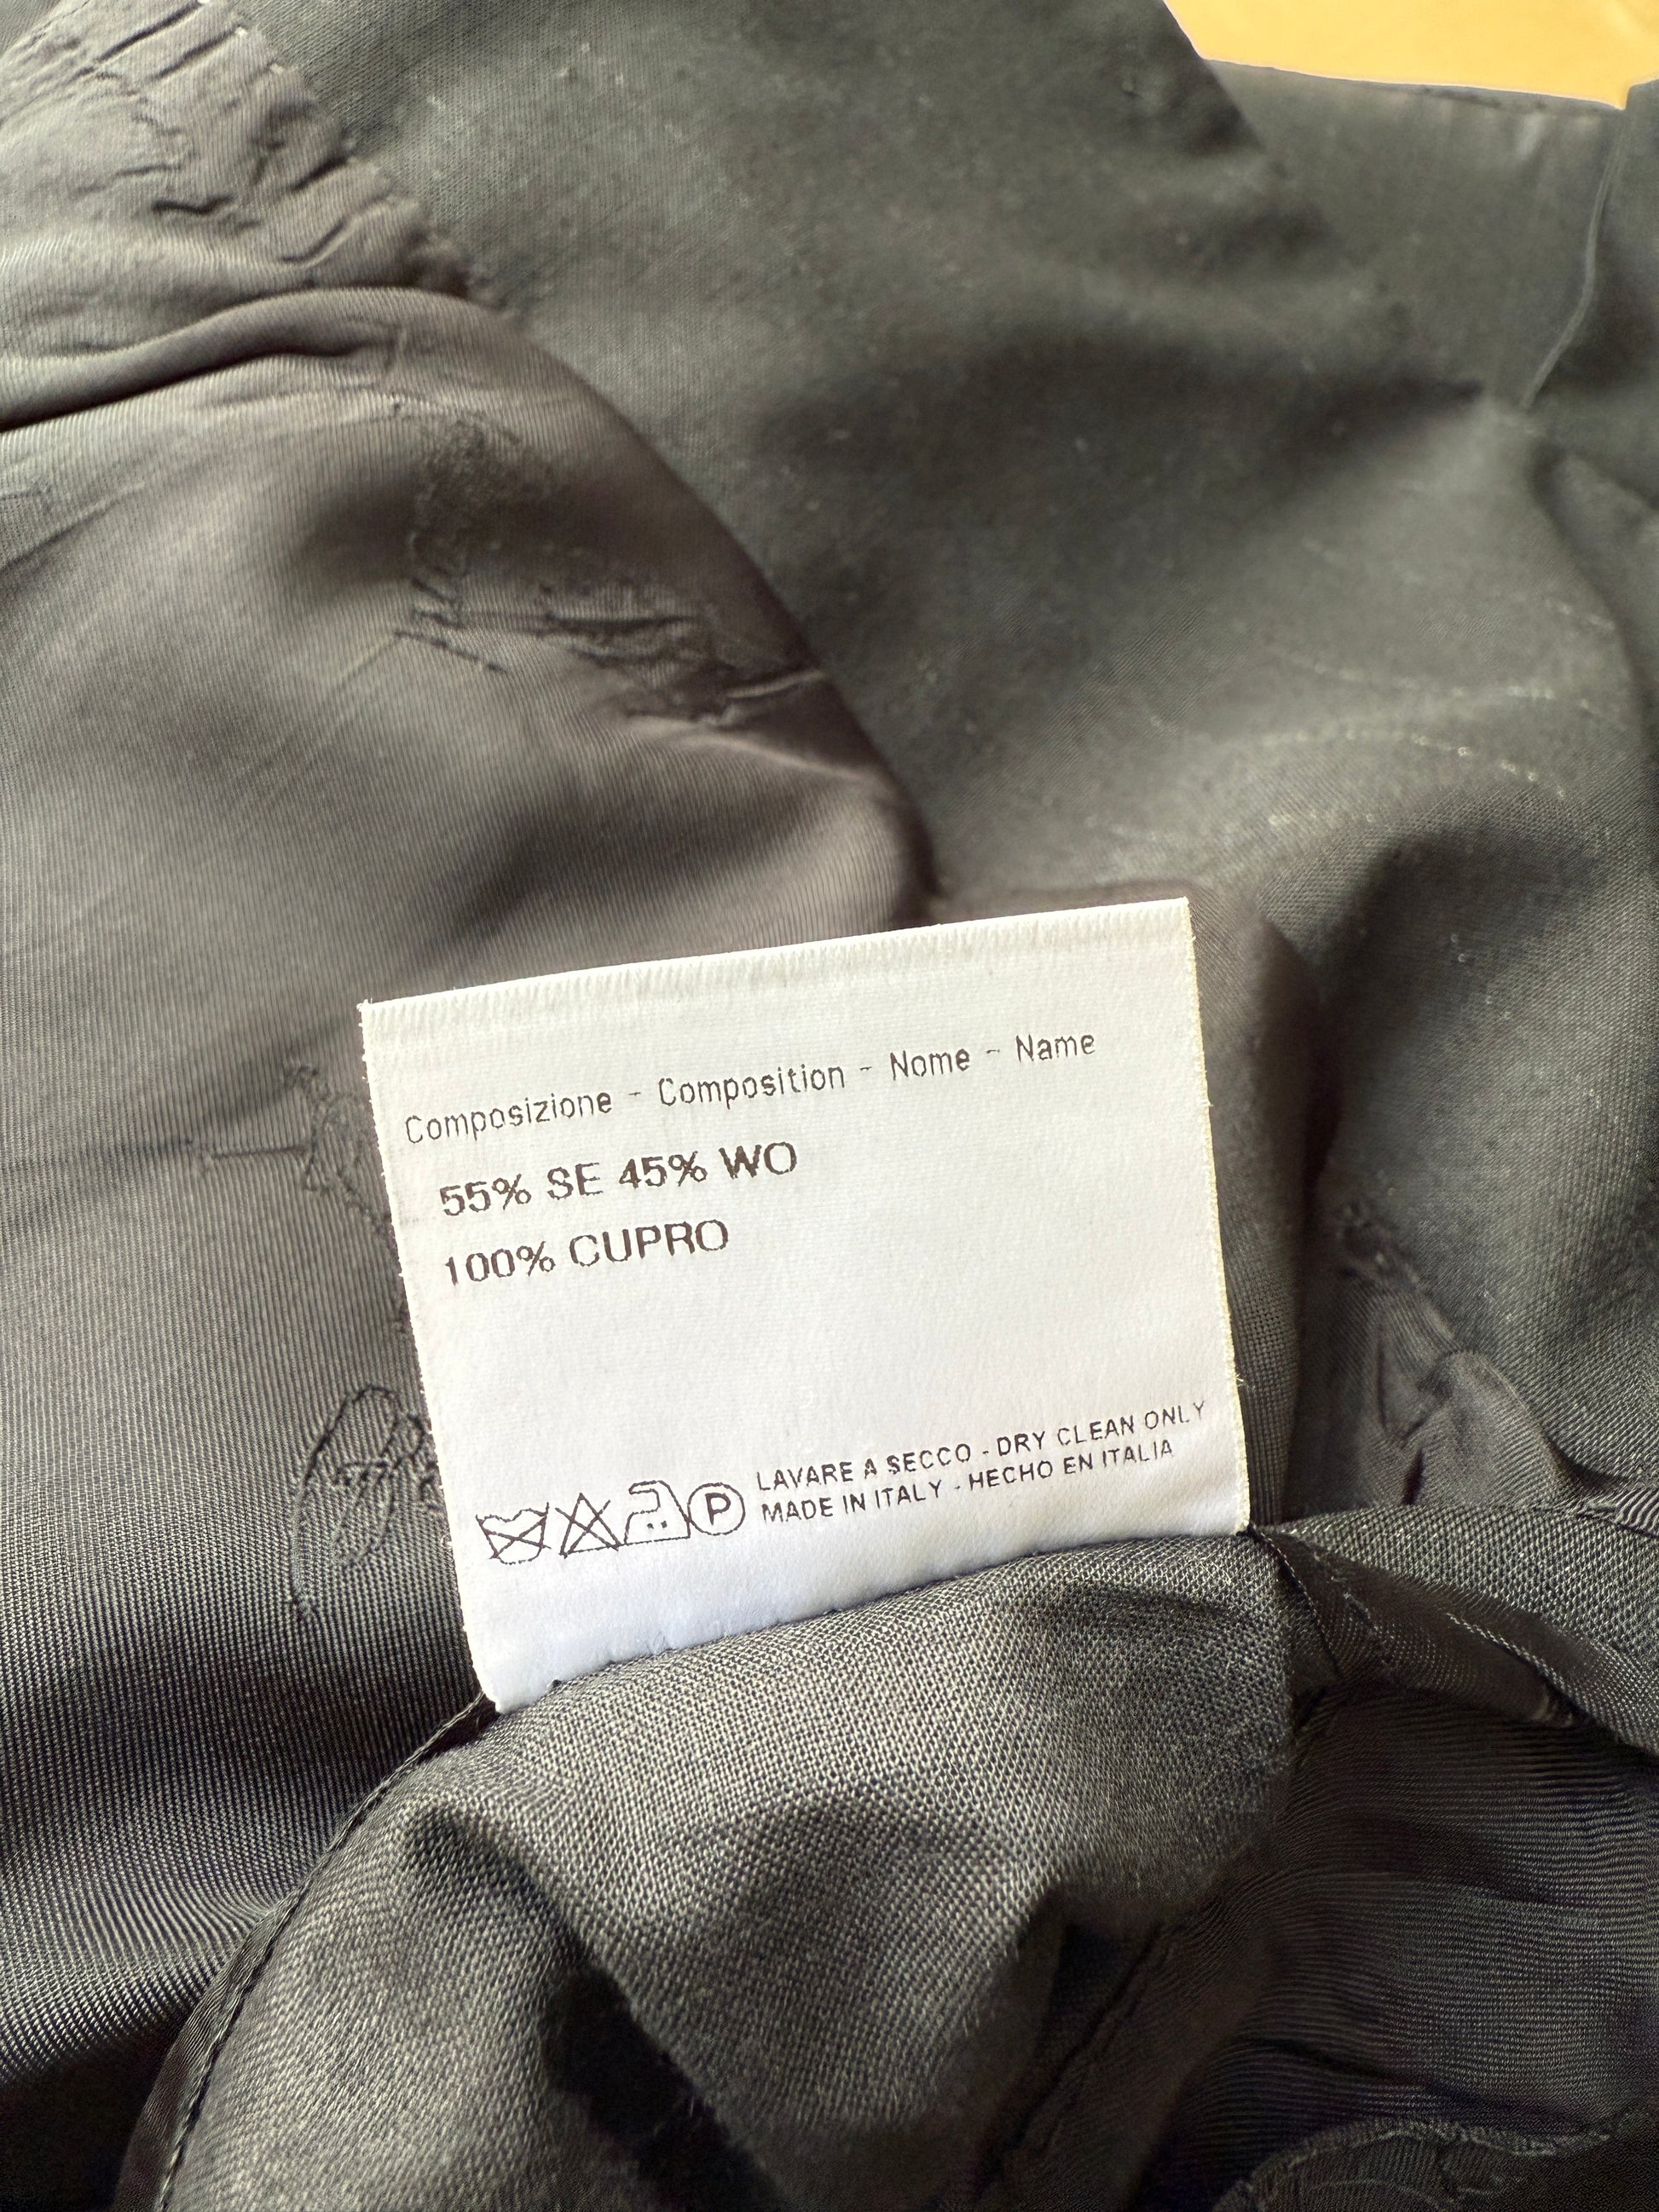 Composizione - Composition - Nome - Name
55% SE 45% WO
100% CUPRO
LAVARE A SECCO - DRY CLEAN ONLY
P MADE IN ITALY - HECHO EN ITALIA